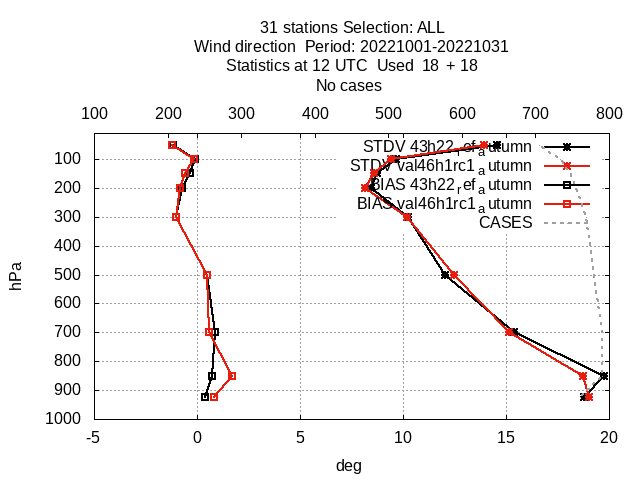 31 stations Selection: ALL
Wind direction  Period: 20221001-20221031
Statistics at 12 UTC  Used  18  + 18
No cases
100 200 300 400 500 600 700 800
STDV 43h22_ref_autumn
STDV val46h1rc1_autumn
BIAS 43h22_ref_autumn
BIAS val46h1rc1_autumn
CASES
100
200
300
400
500
600
700
800
900
1000
hPa
-5 0 5 10 15 20
deg